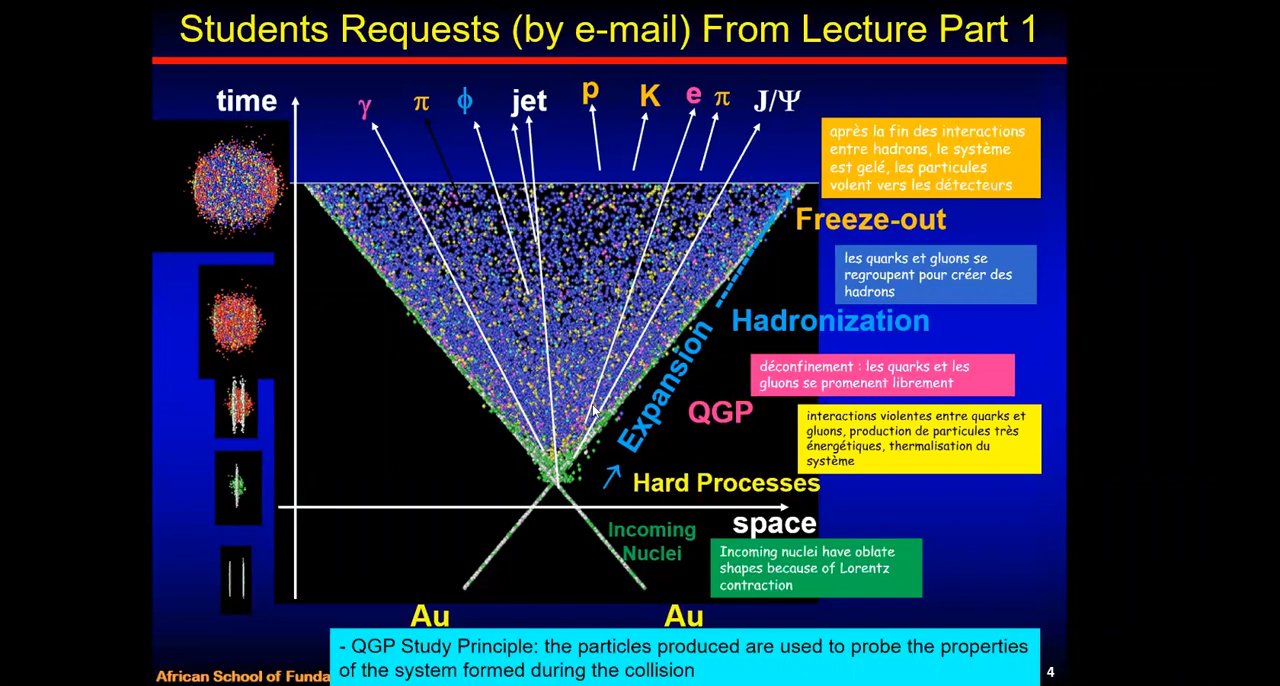 Students Requests (by e-mail) From Lecture Part 1
time
γ π ϕ jet p K e π J/Ψ
après la fin des interactions
entre hadrons, le système
est gelé, les particules
volent vers les détecteurs
Freeze-out
les quarks et gluons se
regroupent pour créer des
hadrons
Hadronization
Expansion
déconfinement : les quarks et les
gluons se promenent librement
QGP
interactions violentes entre quarks et
gluons, production de particules très
énergétiques, thermalisation du
système
Hard Processes
space
Incoming
Nuclei
Incoming nuclei have oblate
shapes because of Lorentz
contraction
Au Au
- QGP Study Principle: the particles produced are used to probe the properties
of the system formed during the collision
African School of Funda
4